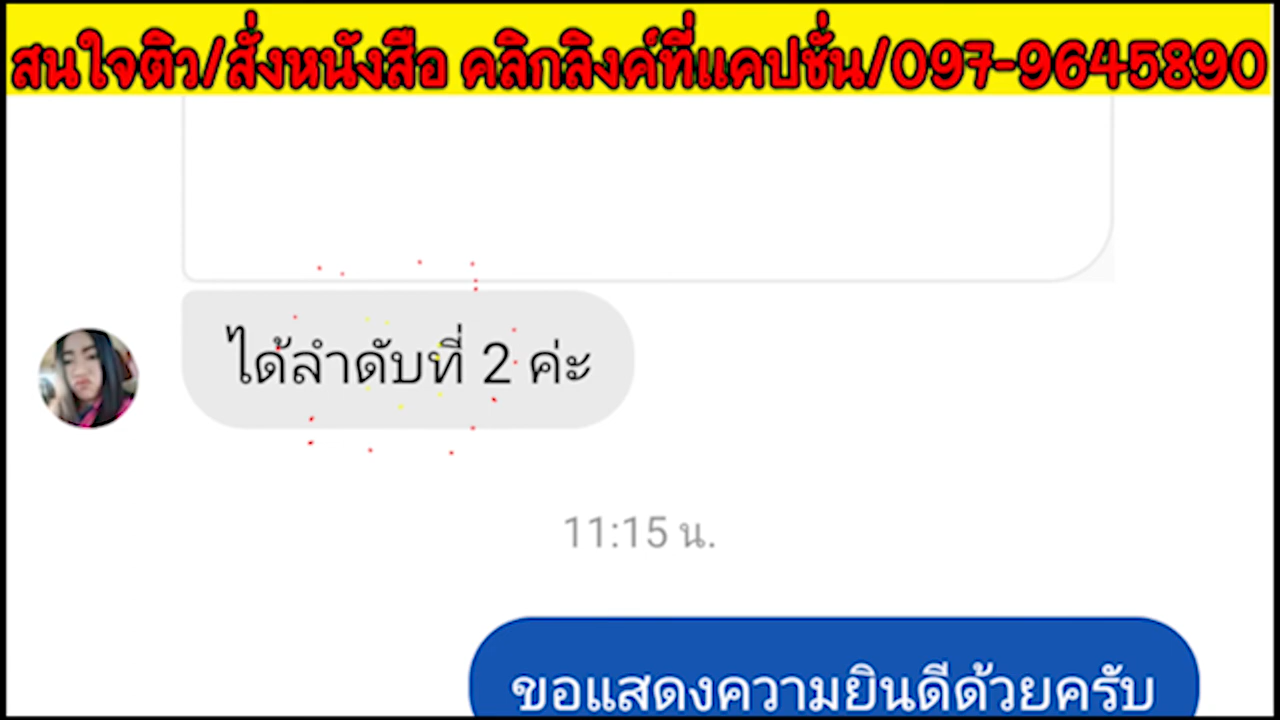 สนใจติว/สั่งหนังสือ คลิกลิงค์ที่แคปชั่น/097-9645890
ได้ลำดับที่ 2 ค่ะ
11:15 น.
ขอแสดงความยินดีด้วยครับ